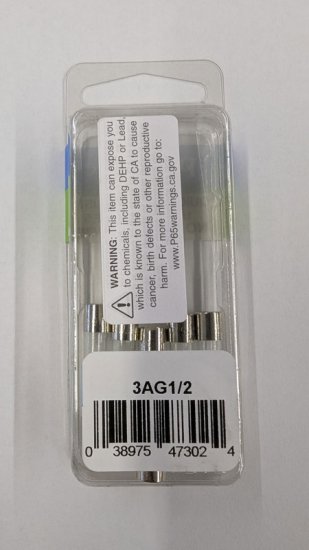 WARNING: This item can expose you
to chemicals, including DEHP or Lead,
which is known to the state of CA to cause
cancer, birth defects or other reproductive
harm. For more information go to:
www.P65warnings.ca.gov
3AG1/2
0 38975 47302 4